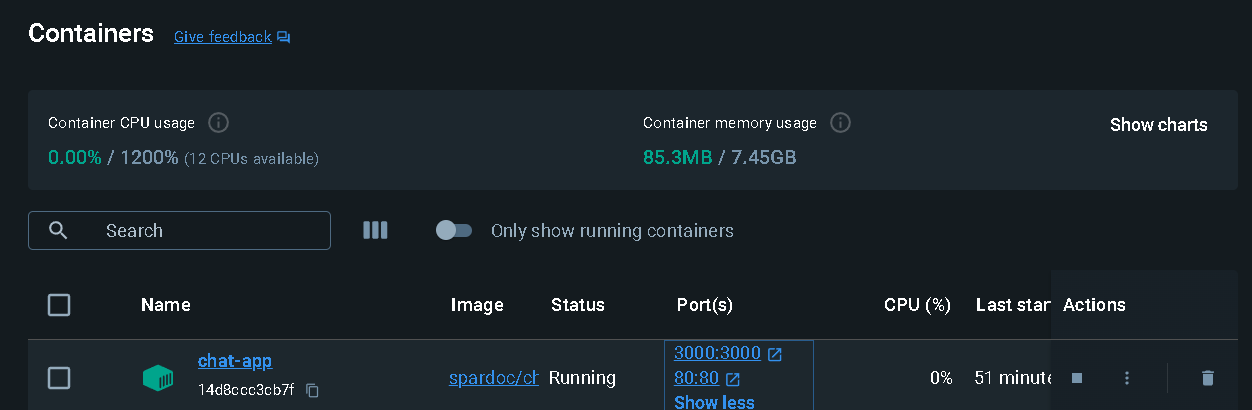 Containers Give feedback
Container CPU usage Container memory usage Show charts
0.00% / 1200% (12 CPUs available) 85.3MB / 7.45GB
Search Only show running containers
Name Image Status Port(s) CPU (%) Last star Actions
chat-app 3000:3000
spardoc/ch Running 80:80 0% 51 minute
14d8ccc3cb7f
Show less